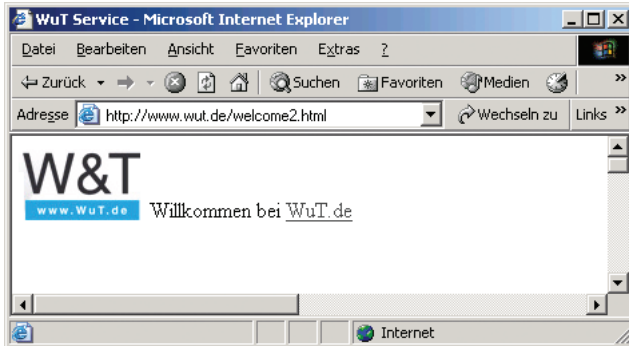 WuT Service - Microsoft Internet Explorer
Datei Bearbeiten Ansicht Favoriten Extras ?
Zurück Suchen Favoriten Medien »
Adresse http://www.wut.de/welcome2.html Wechseln zu Links »
W&T
www.WuT.de Willkommen bei WuT.de
Internet